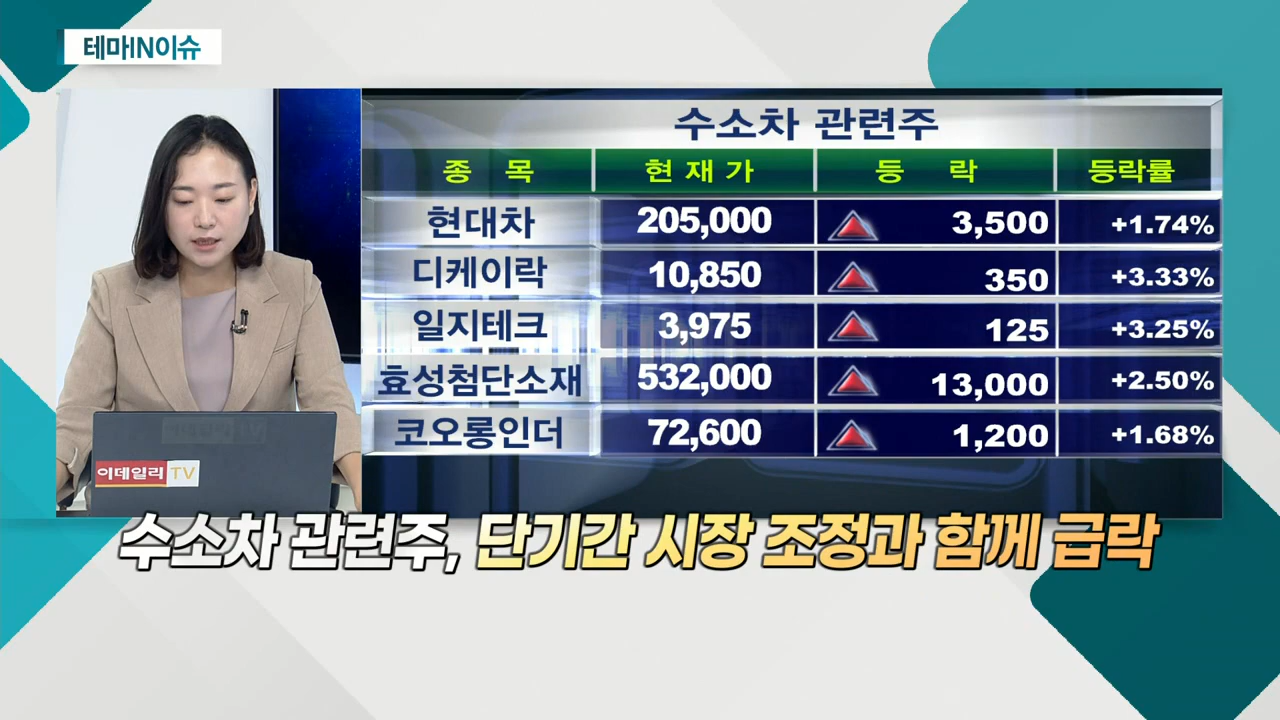 테마IN이슈
수소차 관련주
종 목 현 재 가 등 락 등락률
현대차 205,000 ▲ 3,500 +1.74%
디케이락 10,850 ▲ 350 +3.33%
일지테크 3,975 ▲ 125 +3.25%
효성첨단소재 532,000 ▲ 13,000 +2.50%
코오롱인더 72,600 ▲ 1,200 +1.68%
이데일리 TV
수소차 관련주, 단기간 시장 조정과 함께 급락